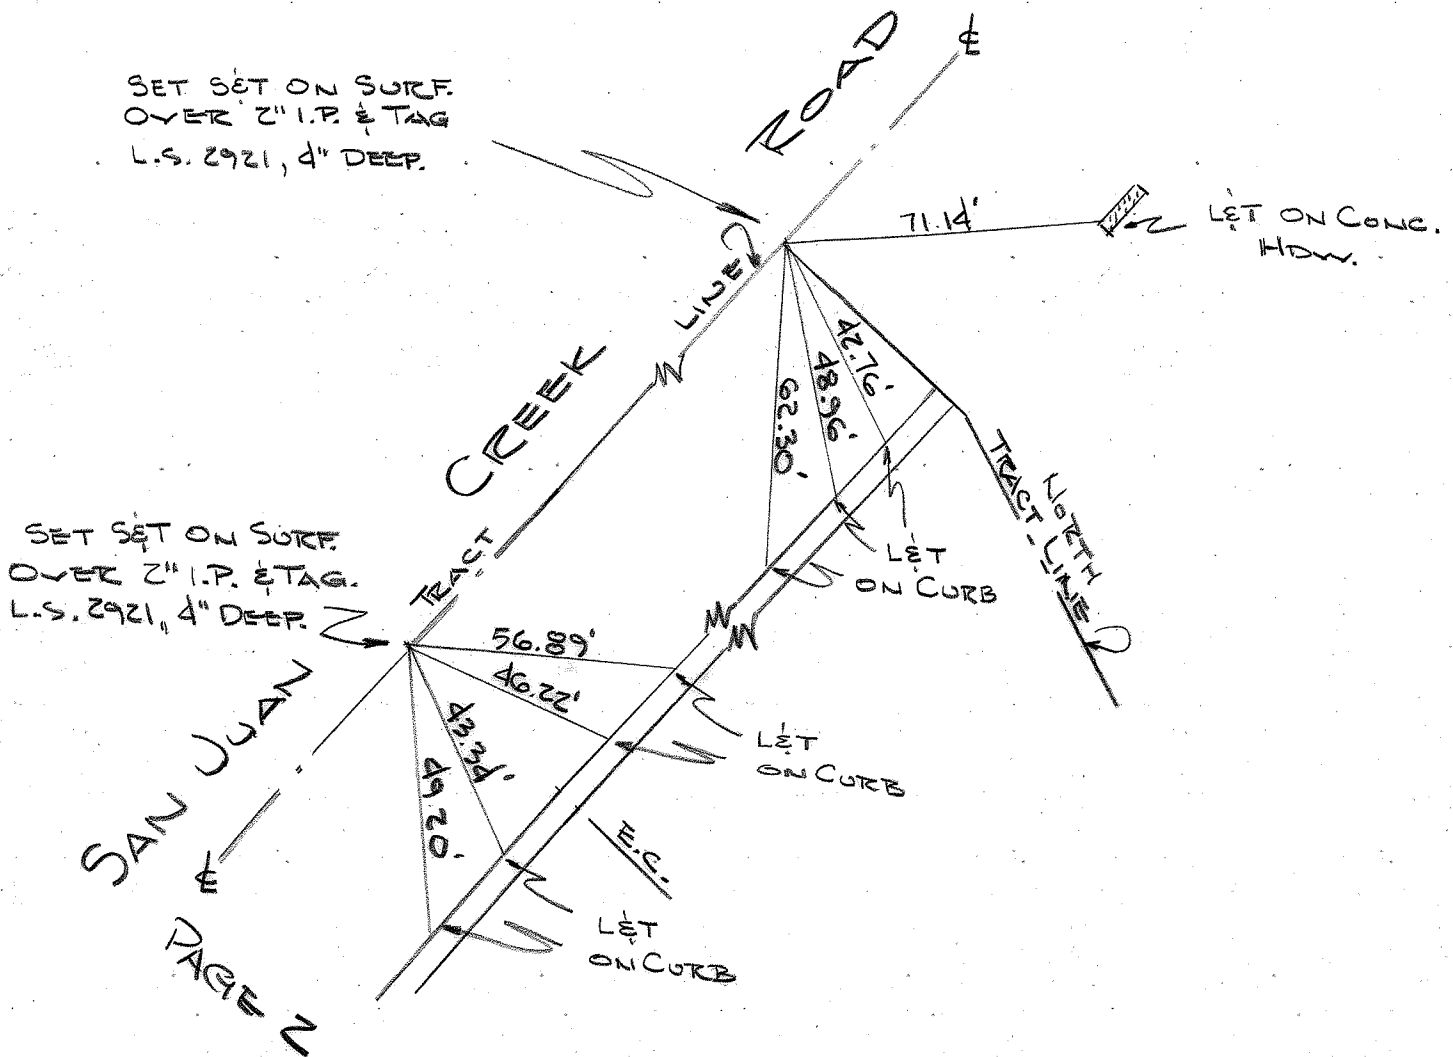 SET S&T ON SURF.
OVER 2" I.P. & TAG
L.S. 2921, 4" DEEP.
ROAD
℄
71.14'
L&T ON CONC.
HDW.
LINE
42.76'
48.96'
62.30'
CREEK
NORTH
TRACT LINE
L&T
ON CURB
TRACT
SET S&T ON SURF.
OVER 2" I.P. & TAG.
L.S. 2921, 4" DEEP.
56.89'
46.22'
43.34'
49.20'
SAN JUAN
L&T
ON CURB
E.C.
℄
L&T
ON CURB
PAGE 2